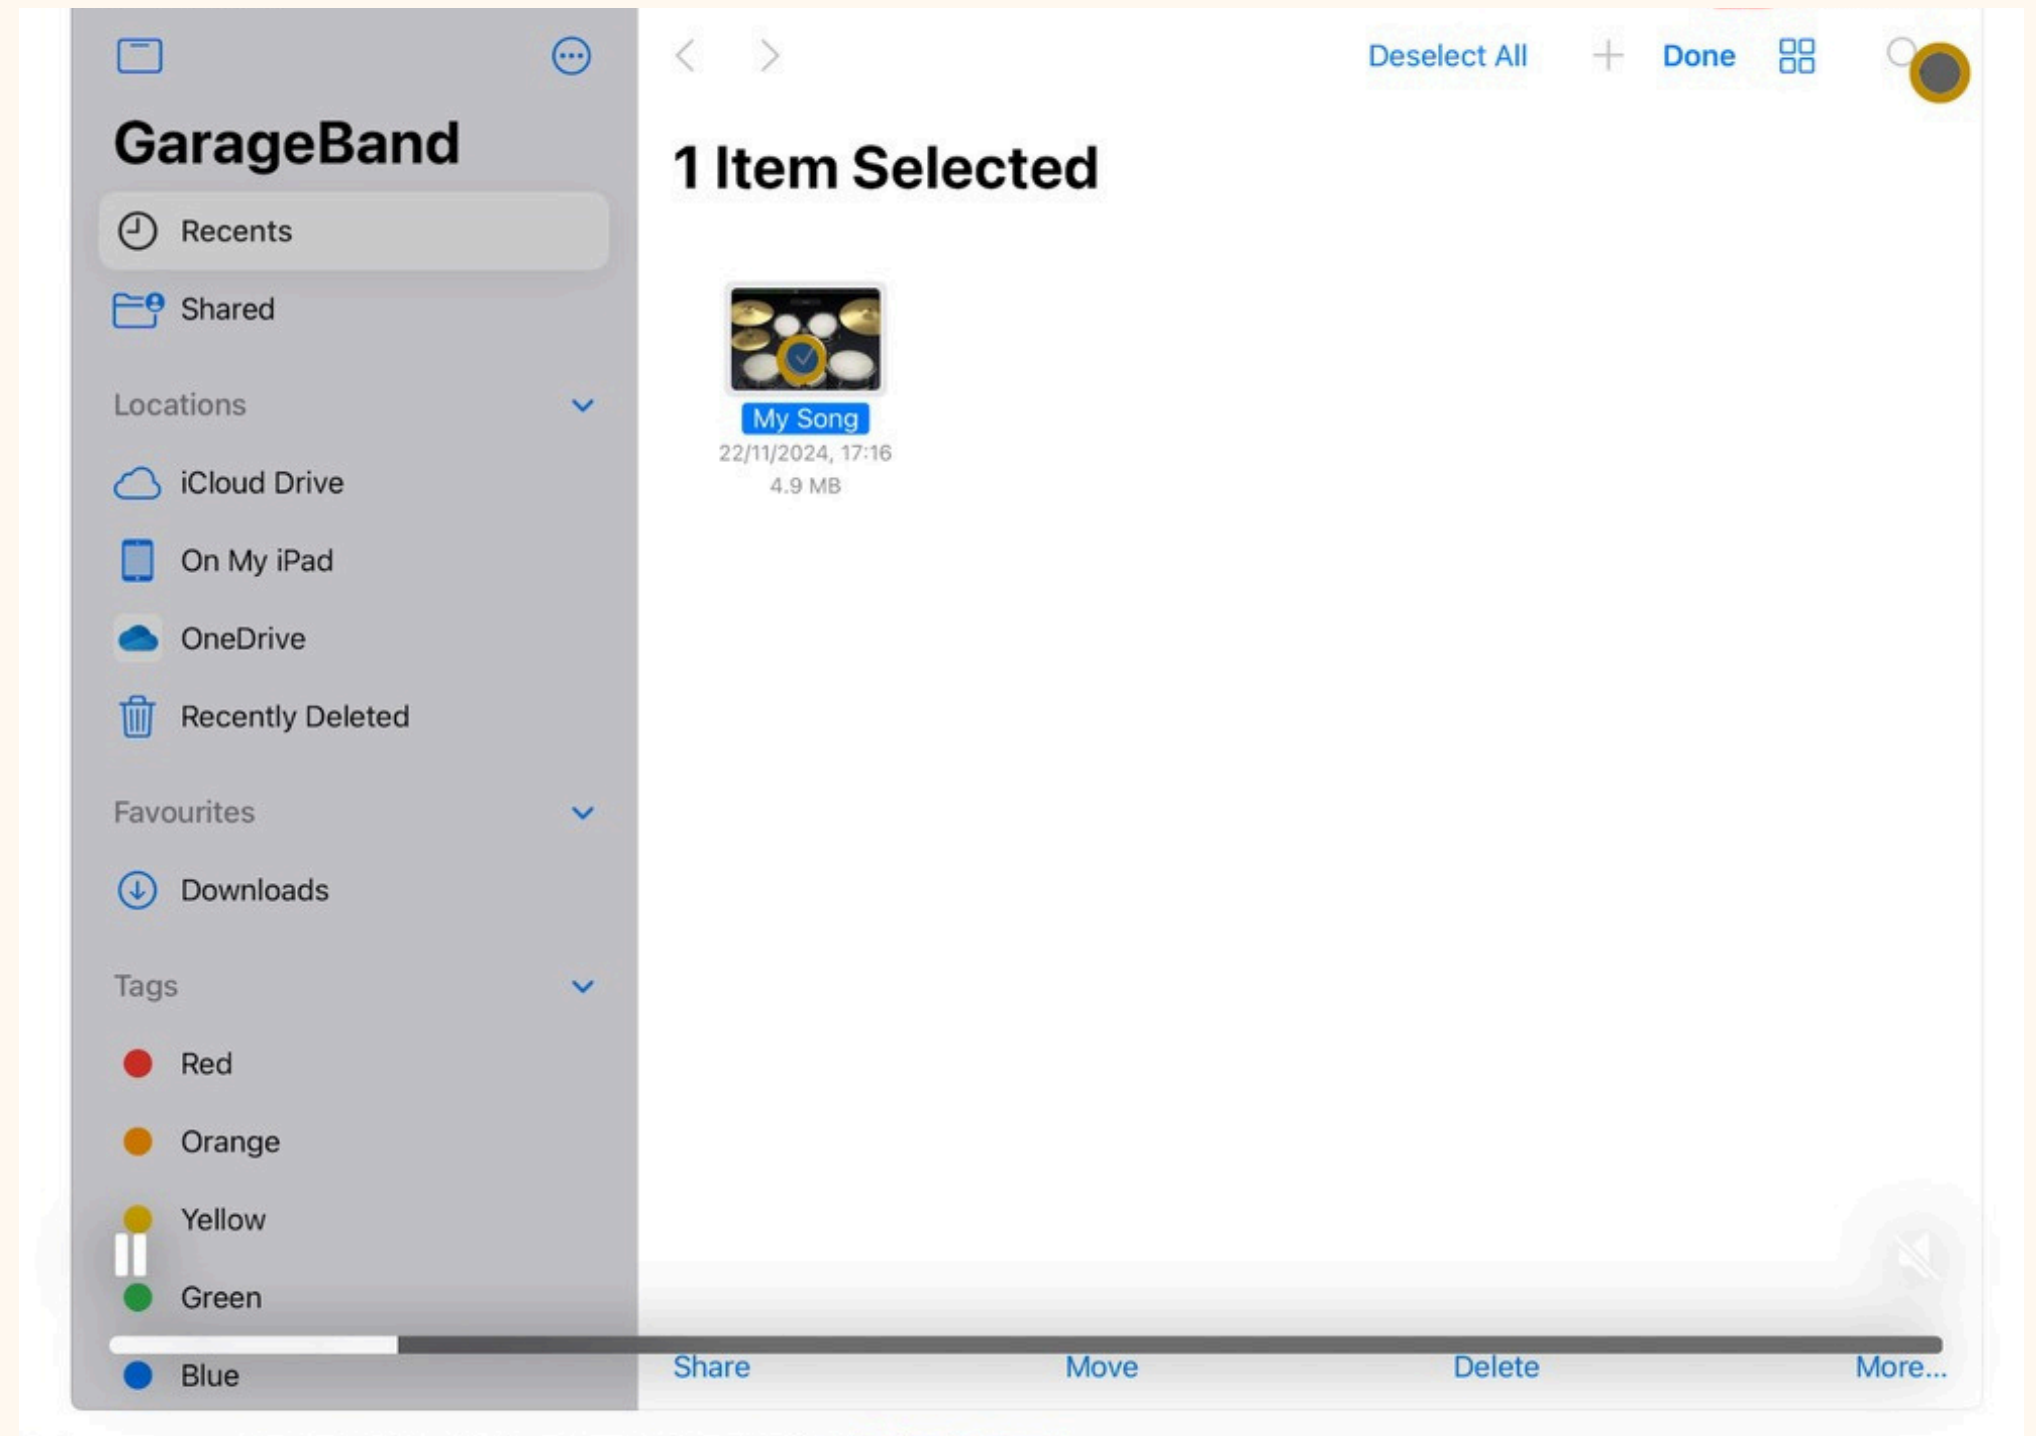 GarageBand
Recents
Shared
Locations
iCloud Drive
On My iPad
OneDrive
Recently Deleted
Favourites
Downloads
Tags
Red
Orange
Yellow
Green
Blue
Deselect All
Done
1 Item Selected
My Song
22/11/2024, 17:16
4.9 MB
Share
Move
Delete
More...